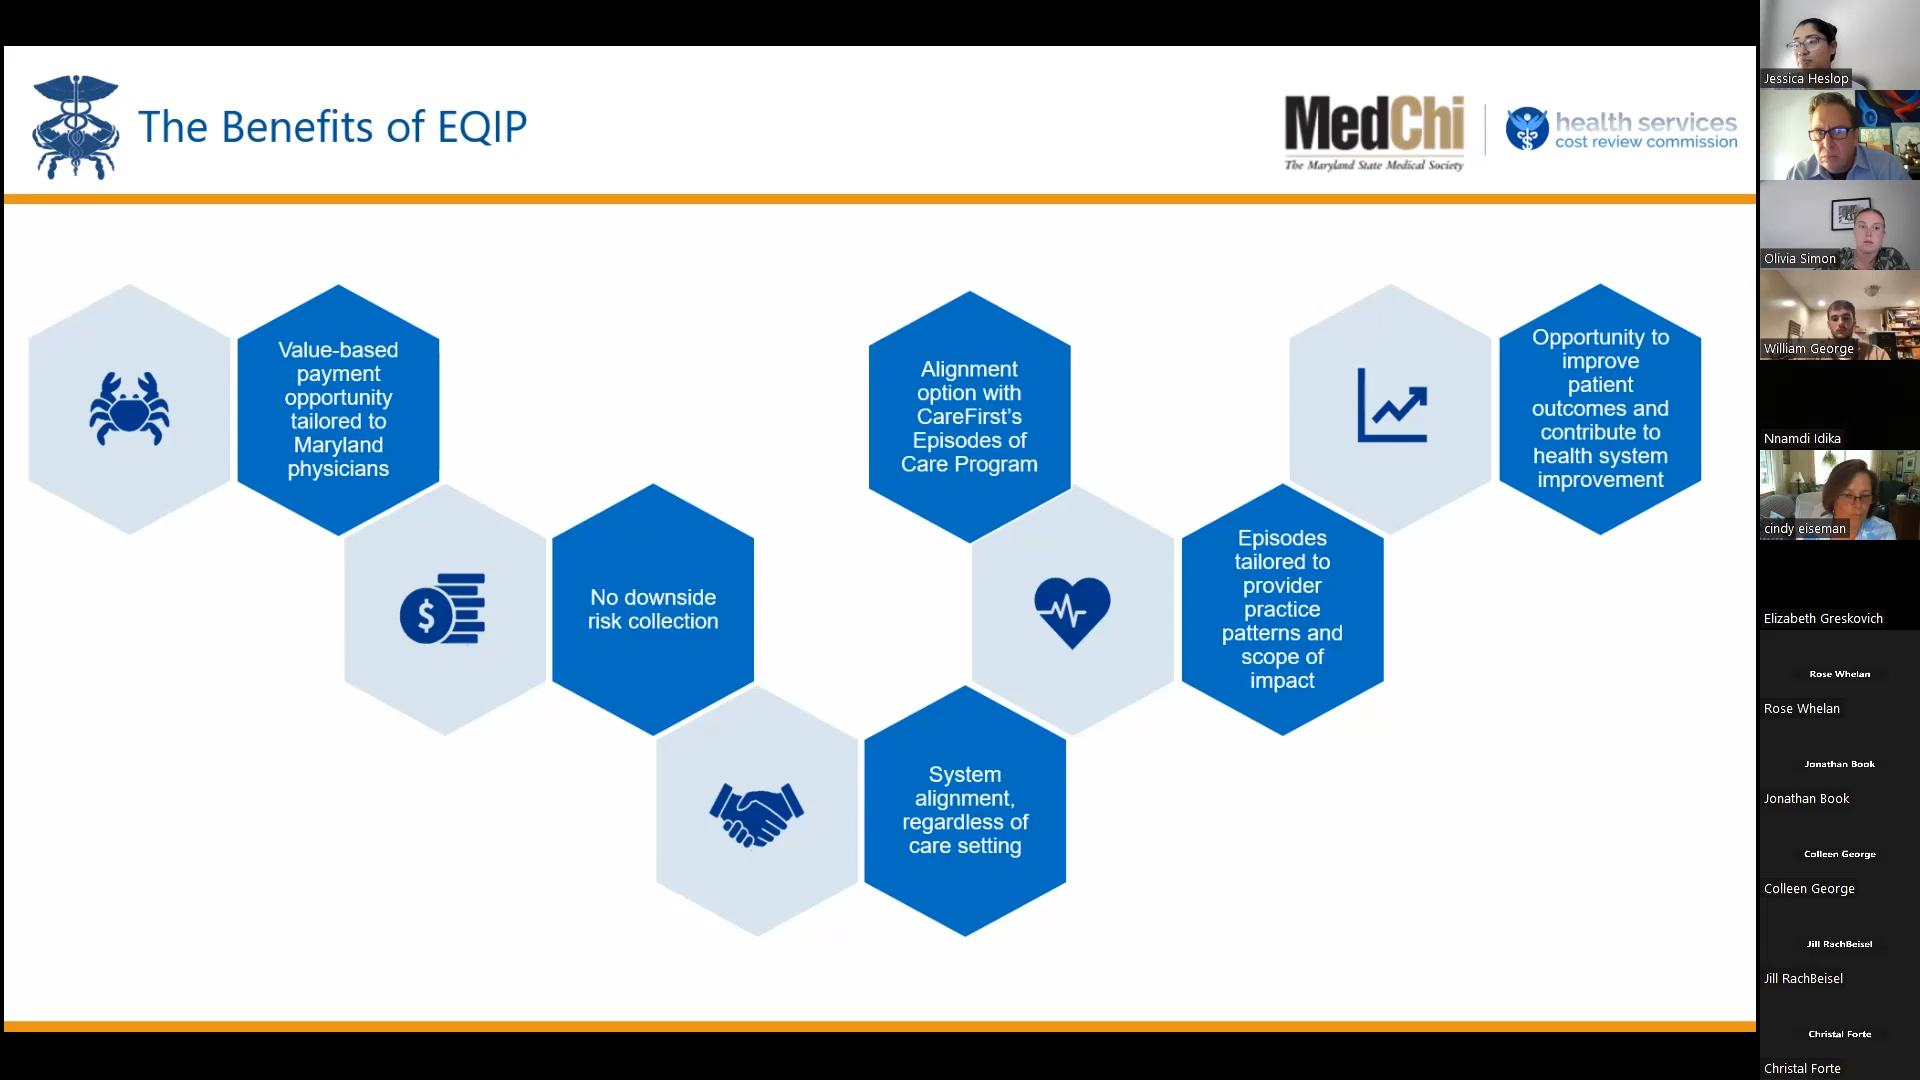 The Benefits of EQIP
MedChi
The Maryland State Medical Society
health services
cost review commission
Value-based
payment
opportunity
tailored to
Maryland
physicians
No downside
risk collection
System
alignment,
regardless of
care setting
Alignment
option with
CareFirst's
Episodes of
Care Program
Episodes
tailored to
provider
practice
patterns and
scope of
impact
Opportunity to
improve
patient
outcomes and
contribute to
health system
improvement
Jessica Heslop
Olivia Simon
William George
Nnamdi Idika
cindy eiseman
Elizabeth Greskovich
Rose Whelan
Rose Whelan
Jonathan Book
Jonathan Book
Colleen George
Colleen George
Jill RachBeisel
Jill RachBeisel
Christal Forte
Christal Forte